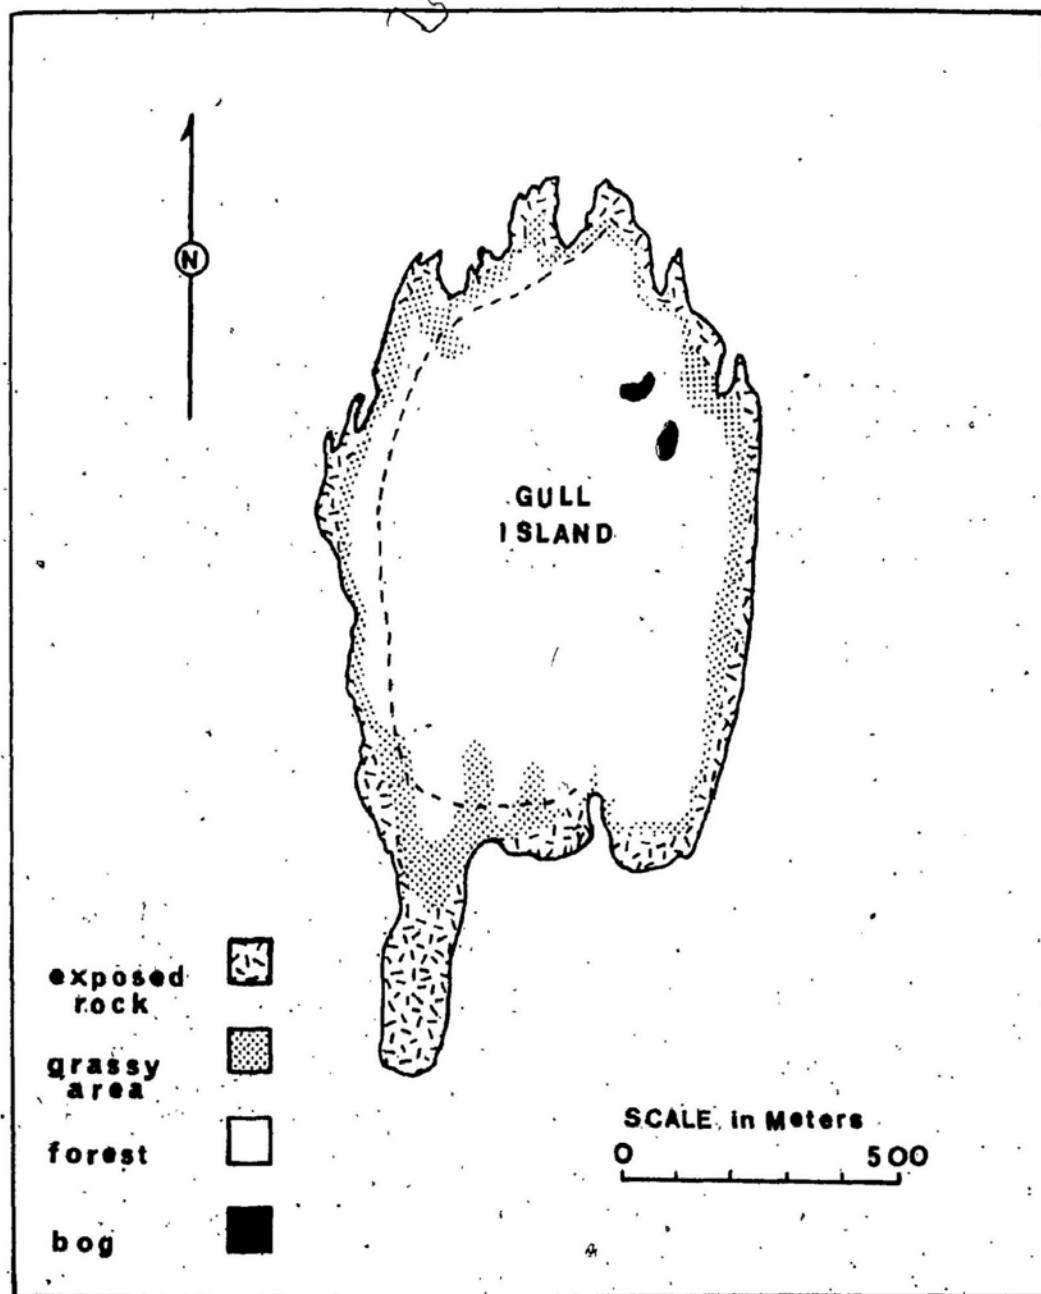 N
GULL
ISLAND
exposed
rock
grassy
area
forest
bog
SCALE in Meters
0 500